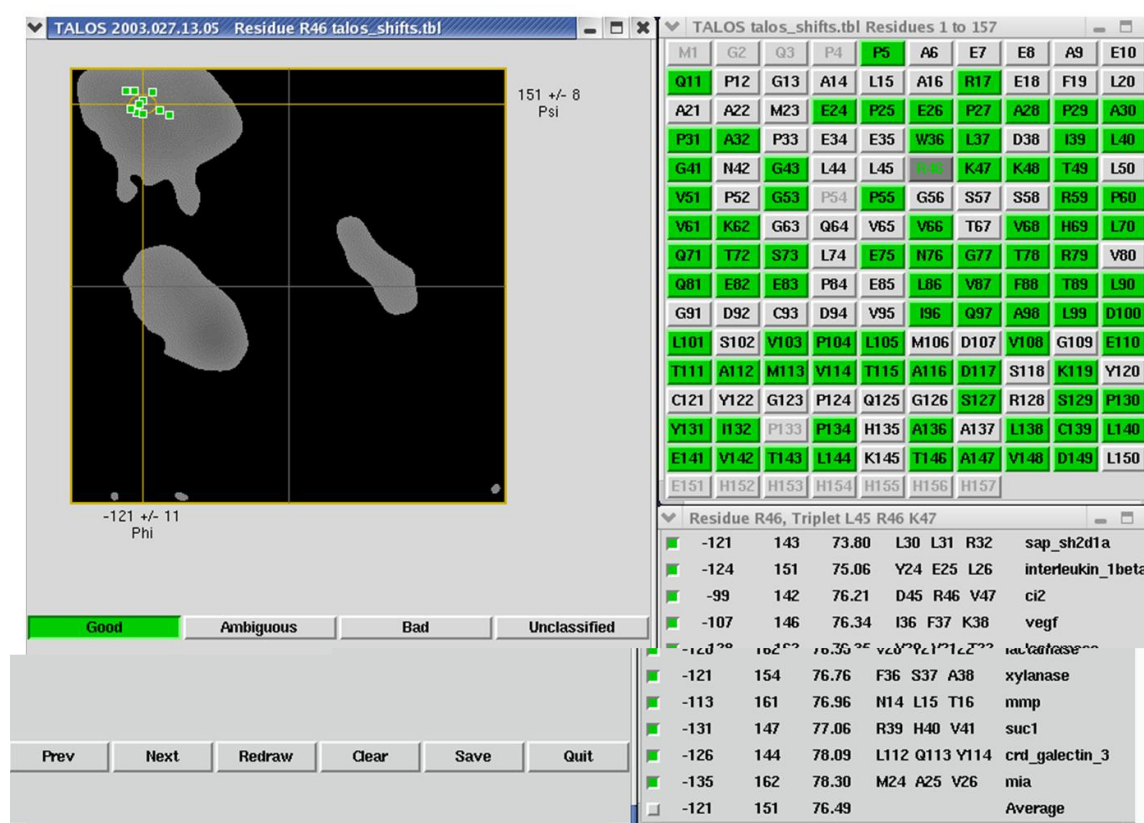 TALOS 2003.027.13.05 Residue R46 talos_shifts.tbl
151 +/- 8
Psi
-121 +/- 11
Phi
Good Ambiguous Bad Unclassified
Prev Next Redraw Clear Save Quit
TALOS talos_shifts.tbl Residues 1 to 157
M1 G2 Q3 P4 P5 A6 E7 E8 A9 E10
Q11 P12 G13 A14 L15 A16 R17 E18 F19 L20
A21 A22 M23 E24 P25 E26 P27 A28 P29 A30
P31 A32 P33 E34 E35 W36 L37 D38 I39 L40
G41 N42 G43 L44 L45 R46 K47 K48 T49 L50
V51 P52 G53 P54 P55 G56 S57 S58 R59 P60
V61 K62 G63 Q64 V65 V66 T67 V68 H69 L70
Q71 T72 S73 L74 E75 N76 G77 T78 R79 V80
Q81 E82 E83 P84 E85 L86 V87 F88 T89 L90
G91 D92 C93 D94 V95 I96 Q97 A98 L99 D100
L101 S102 V103 P104 L105 M106 D107 V108 G109 E110
T111 A112 M113 V114 T115 A116 D117 S118 K119 Y120
C121 Y122 G123 P124 Q125 G126 S127 R128 S129 P130
Y131 I132 P133 P134 H135 A136 A137 L138 C139 L140
E141 V142 T143 L144 K145 T146 A147 V148 D149 L150
E151 H152 H153 H154 H155 H156 H157
Residue R46, Triplet L45 R46 K47
-121 143 73.80 L30 L31 R32 sap_sh2d1a
-124 151 75.06 Y24 E25 L26 interleukin_1beta
-99 142 76.21 D45 R46 V47 ci2
-107 146 76.34 I36 F37 K38 vegf
-121 154 76.76 F36 S37 A38 xylanase
-113 161 76.96 N14 L15 T16 mmp
-131 147 77.06 R39 H40 V41 suc1
-126 144 78.09 L112 Q113 Y114 crd_galectin_3
-135 162 78.30 M24 A25 V26 mia
-121 151 76.49 Average